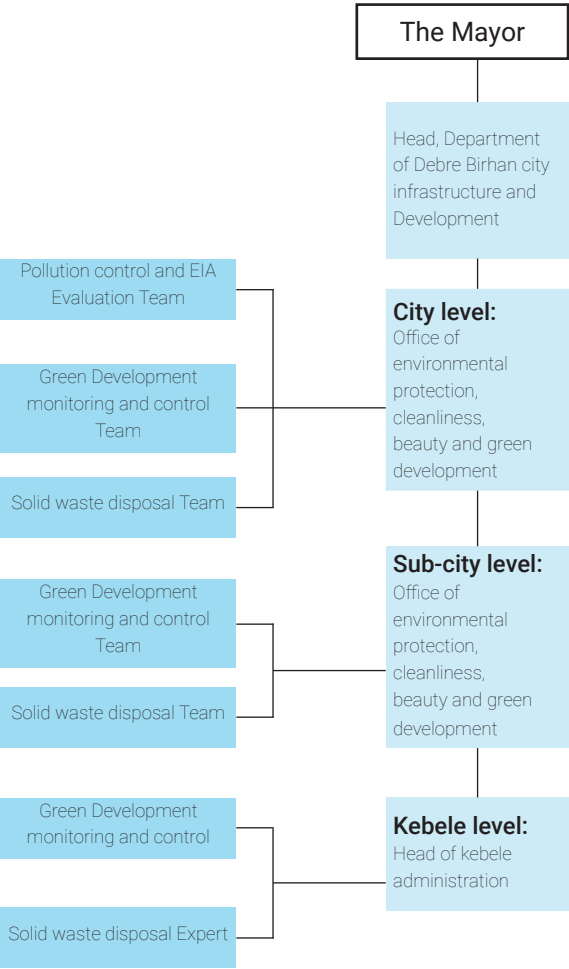 The Mayor
Head, Department
of Debre Birhan city
infrastructure and
Development
Pollution control and EIA
Evaluation Team
Green Development
monitoring and control
Team
Solid waste disposal Team
City level:
Office of
environmental
protection,
cleanliness,
beauty and green
development
Green Development
monitoring and control
Team
Solid waste disposal Team
Sub-city level:
Office of
environmental
protection,
cleanliness,
beauty and green
development
Green Development
monitoring and control
Solid waste disposal Expert
Kebele level:
Head of kebele
administration